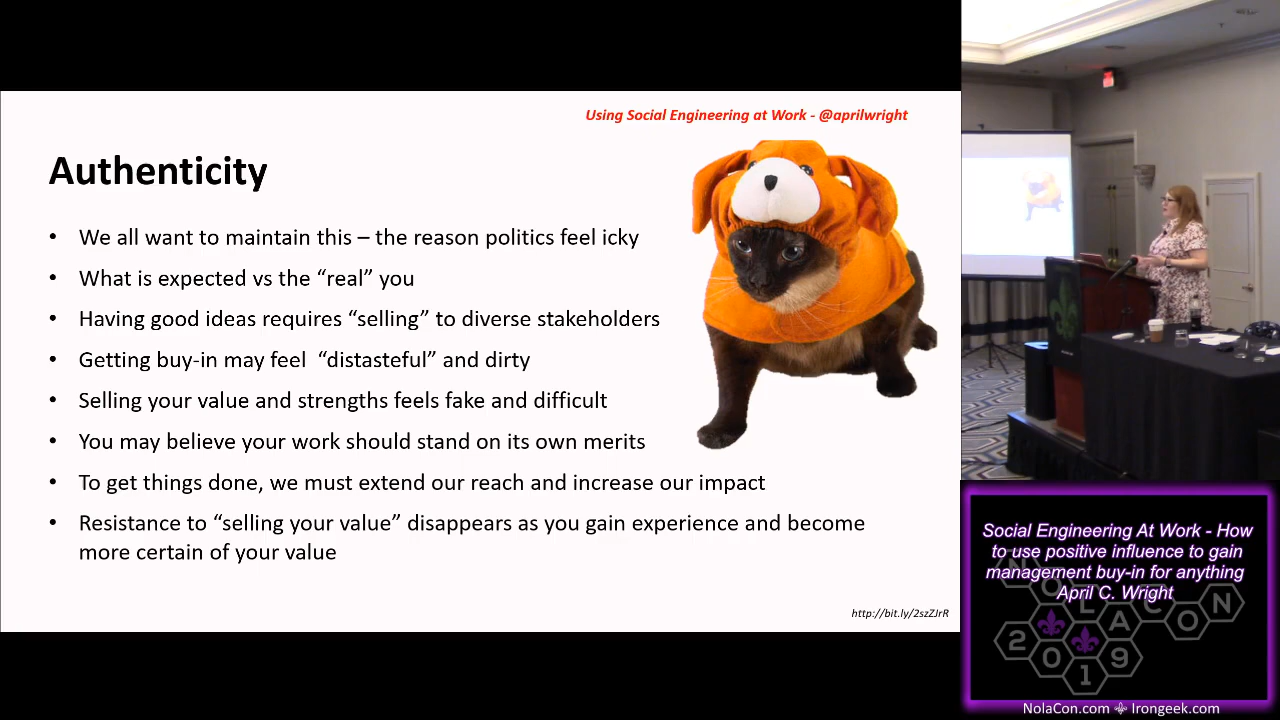 Using Social Engineering at Work - @aprilwright
Authenticity
• We all want to maintain this – the reason politics feel icky
• What is expected vs the “real” you
• Having good ideas requires “selling” to diverse stakeholders
• Getting buy-in may feel  “distasteful” and dirty
• Selling your value and strengths feels fake and difficult
• You may believe your work should stand on its own merits
• To get things done, we must extend our reach and increase our impact
• Resistance to “selling your value” disappears as you gain experience and become
more certain of your value
http://bit.ly/2szZJrR
Social Engineering At Work - How
to use positive influence to gain
management buy-in for anything
April C. Wright
NOLACON
2019
NolaCon.com ⚜ Irongeek.com